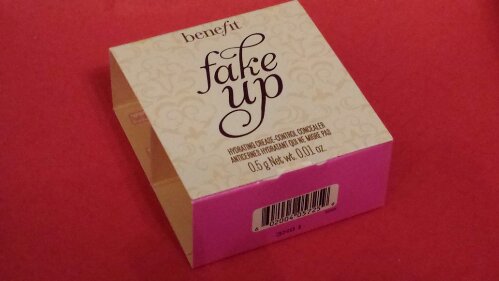 benefit
fake
up
HYDRATING CREASE-CONTROL CONCEALER
ANTICERNES HYDRATANT QUI NE MIGRE PAS
0.5 g Net wt. 0.01 oz.